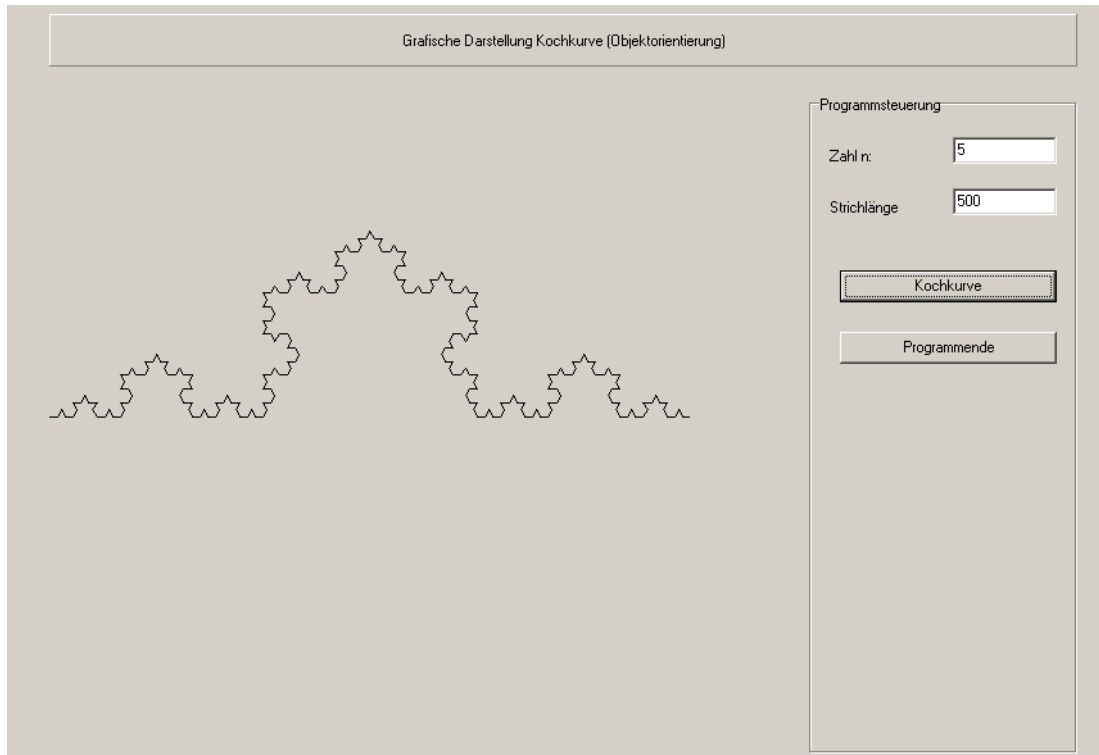 Grafische Darstellung Kochkurve (Objektorientierung)
Programmsteuerung
Zahl n:
5
Strichlänge
500
Kochkurve
Programmende